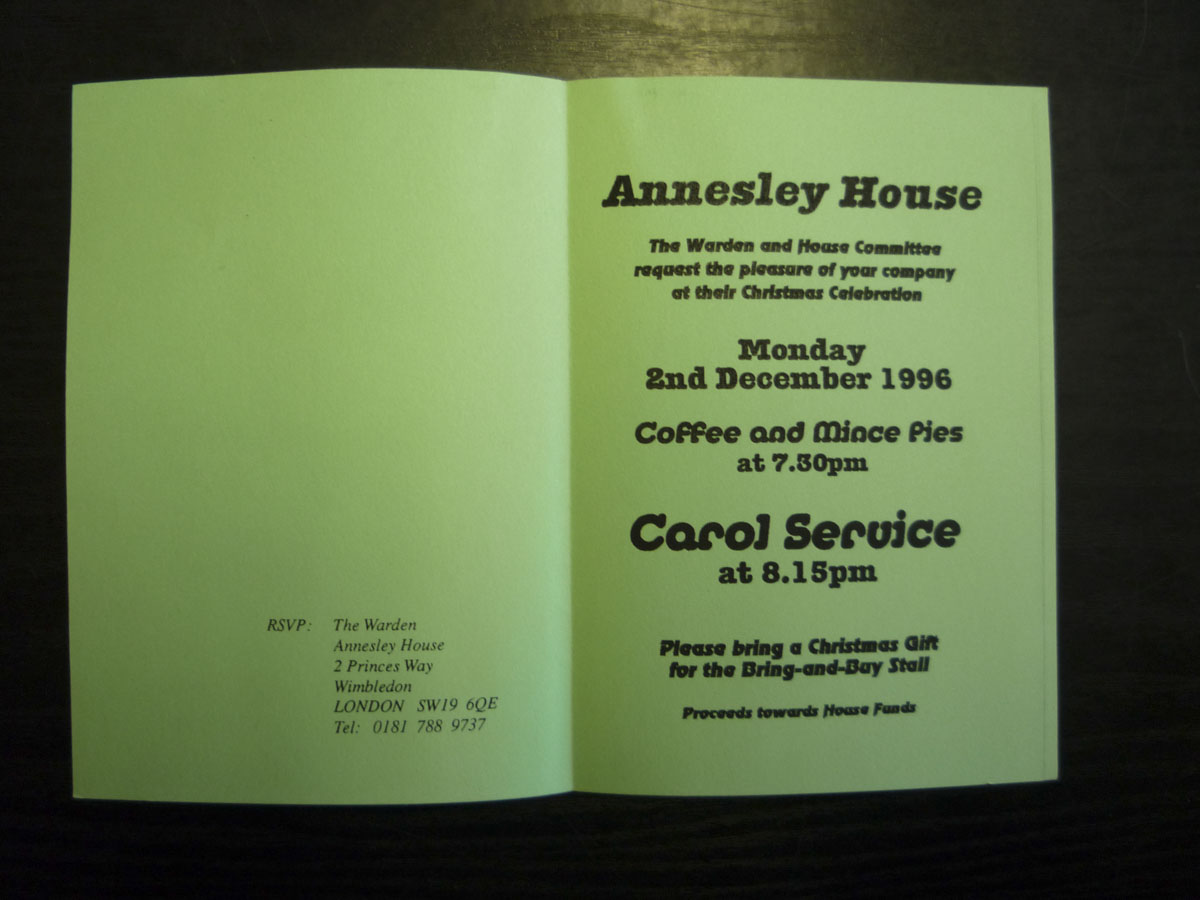 RSVP: The Warden
Annesley House
2 Princes Way
Wimbledon
LONDON SW19 6QE
Tel: 0181 788 9737
Annesley House
The Warden and House Committee
request the pleasure of your company
at their Christmas Celebration
Monday
2nd December 1996
Coffee and Mince Pies
at 7.30pm
Carol Service
at 8.15pm
Please bring a Christmas Gift
for the Bring-and-Buy Stall
Proceeds towards House Funds